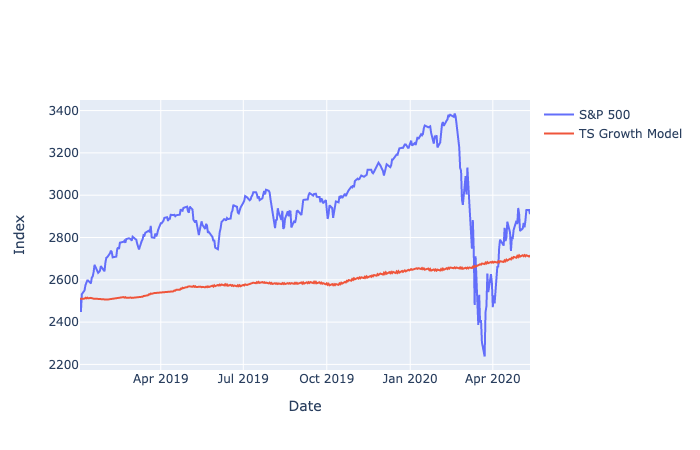 S&P 500
TS Growth Model
3400
3200
3000
2800
2600
2400
2200
Index
Apr 2019
Jul 2019
Oct 2019
Jan 2020
Apr 2020
Date